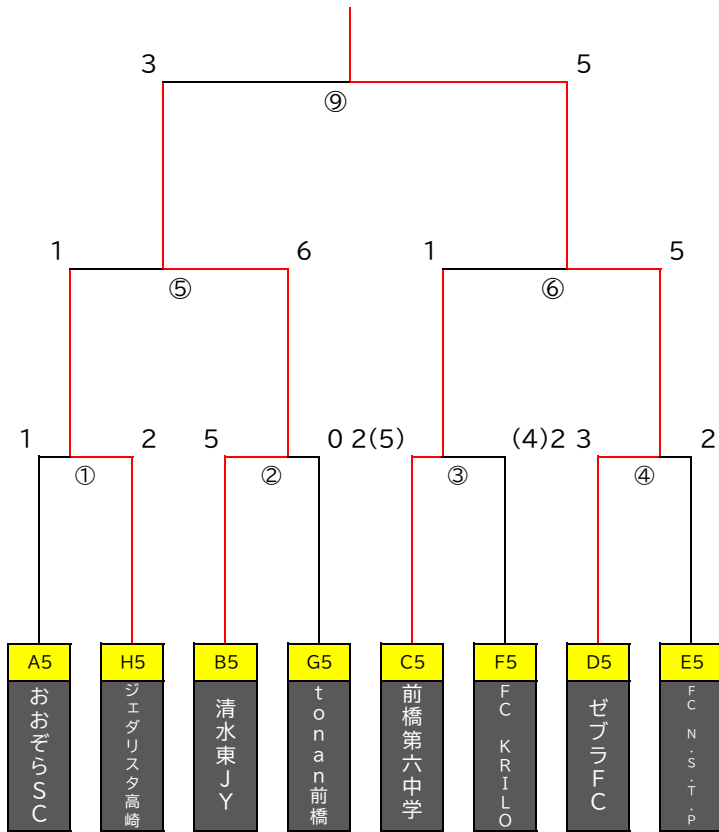 3 5
⑨
1 6 1 5
⑤ ⑥
1 2 5 0 2(5) (4)2 3 2
① ② ③ ④
A5 H5 B5 G5 C5 F5 D5 E5
おおぞらSC
ジェダリスタ高崎
清水東JY
tonan前橋
前橋第六中学
FC KRILO
ゼブラFC
FC N.S.T.P